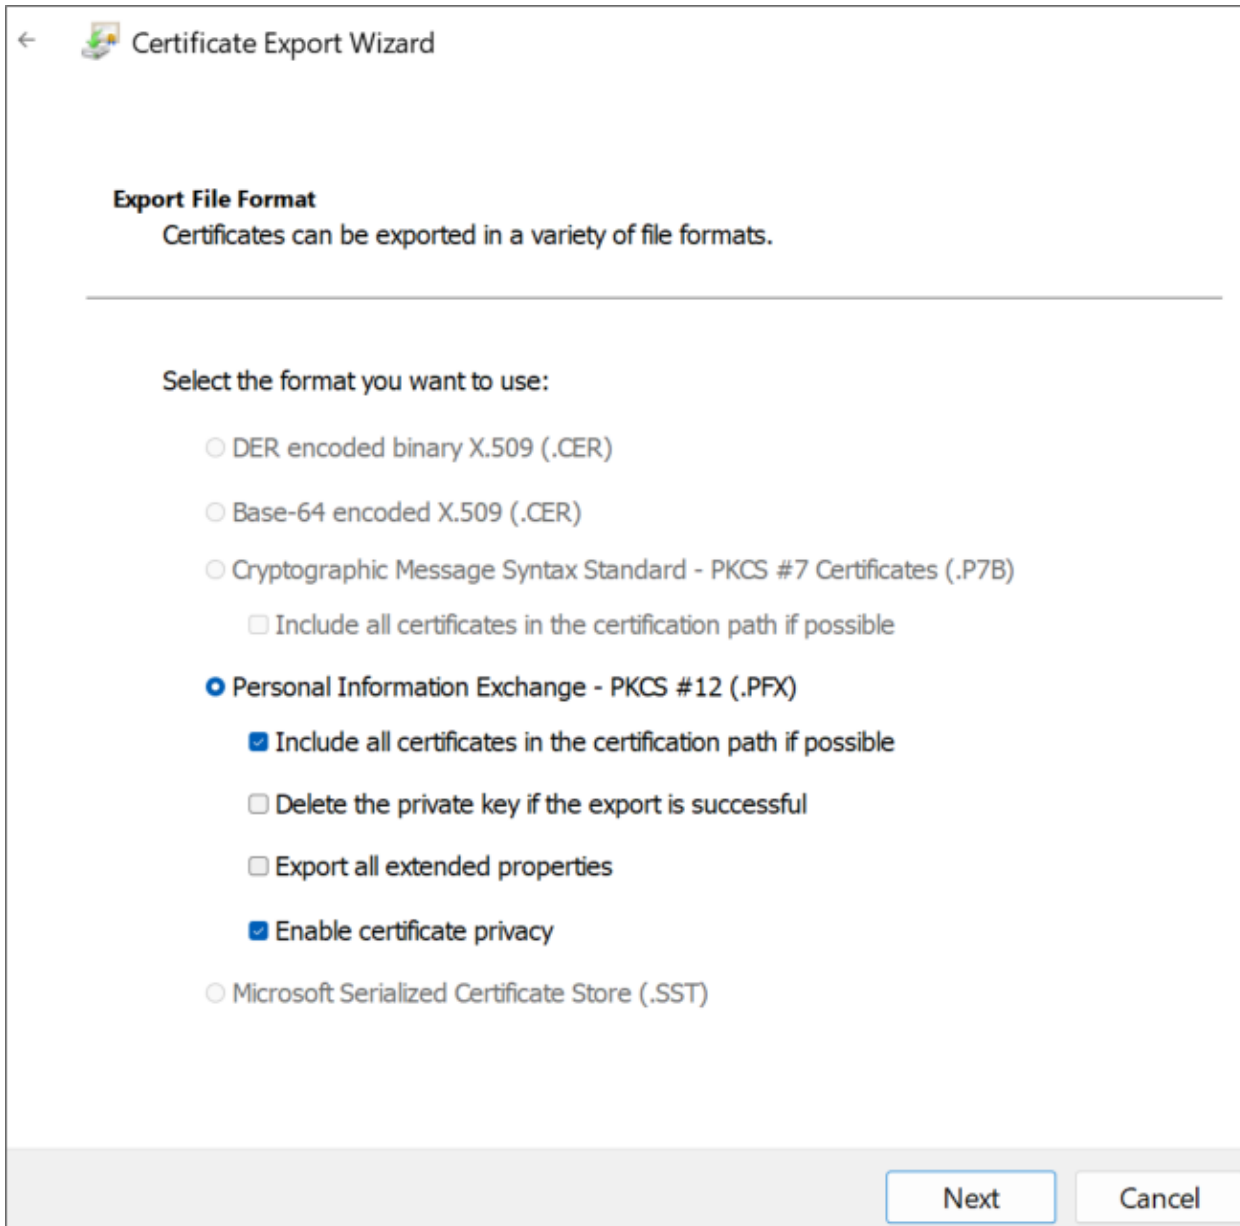 Certificate Export Wizard
Export File Format
Certificates can be exported in a variety of file formats.
Select the format you want to use:
DER encoded binary X.509 (.CER)
Base-64 encoded X.509 (.CER)
Cryptographic Message Syntax Standard - PKCS #7 Certificates (.P7B)
Include all certificates in the certification path if possible
Personal Information Exchange - PKCS #12 (.PFX)
Include all certificates in the certification path if possible
Delete the private key if the export is successful
Export all extended properties
Enable certificate privacy
Microsoft Serialized Certificate Store (.SST)
Next Cancel